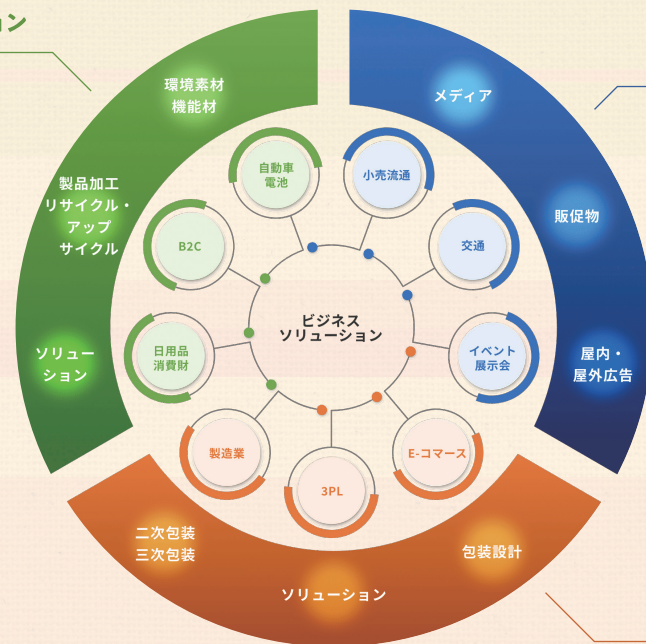 ン
環境素材
機能材
製品加工
リサイクル・
アップ
サイクル
ソリュー
ション
メディア
販促物
屋内・
屋外広告
二次包装
三次包装
ソリューション
包装設計
自動車
電池
小売流通
B2C
交通
日用品
消費財
イベント
展示会
製造業
3PL
E-コマース
ビジネス
ソリューション